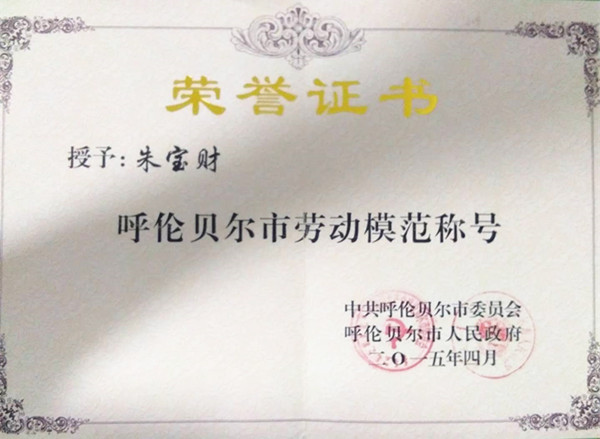 荣誉证书
授予：朱宝财
呼伦贝尔市劳动模范称号
中共呼伦贝尔市委员会
呼伦贝尔市人民政府
二〇一五年四月